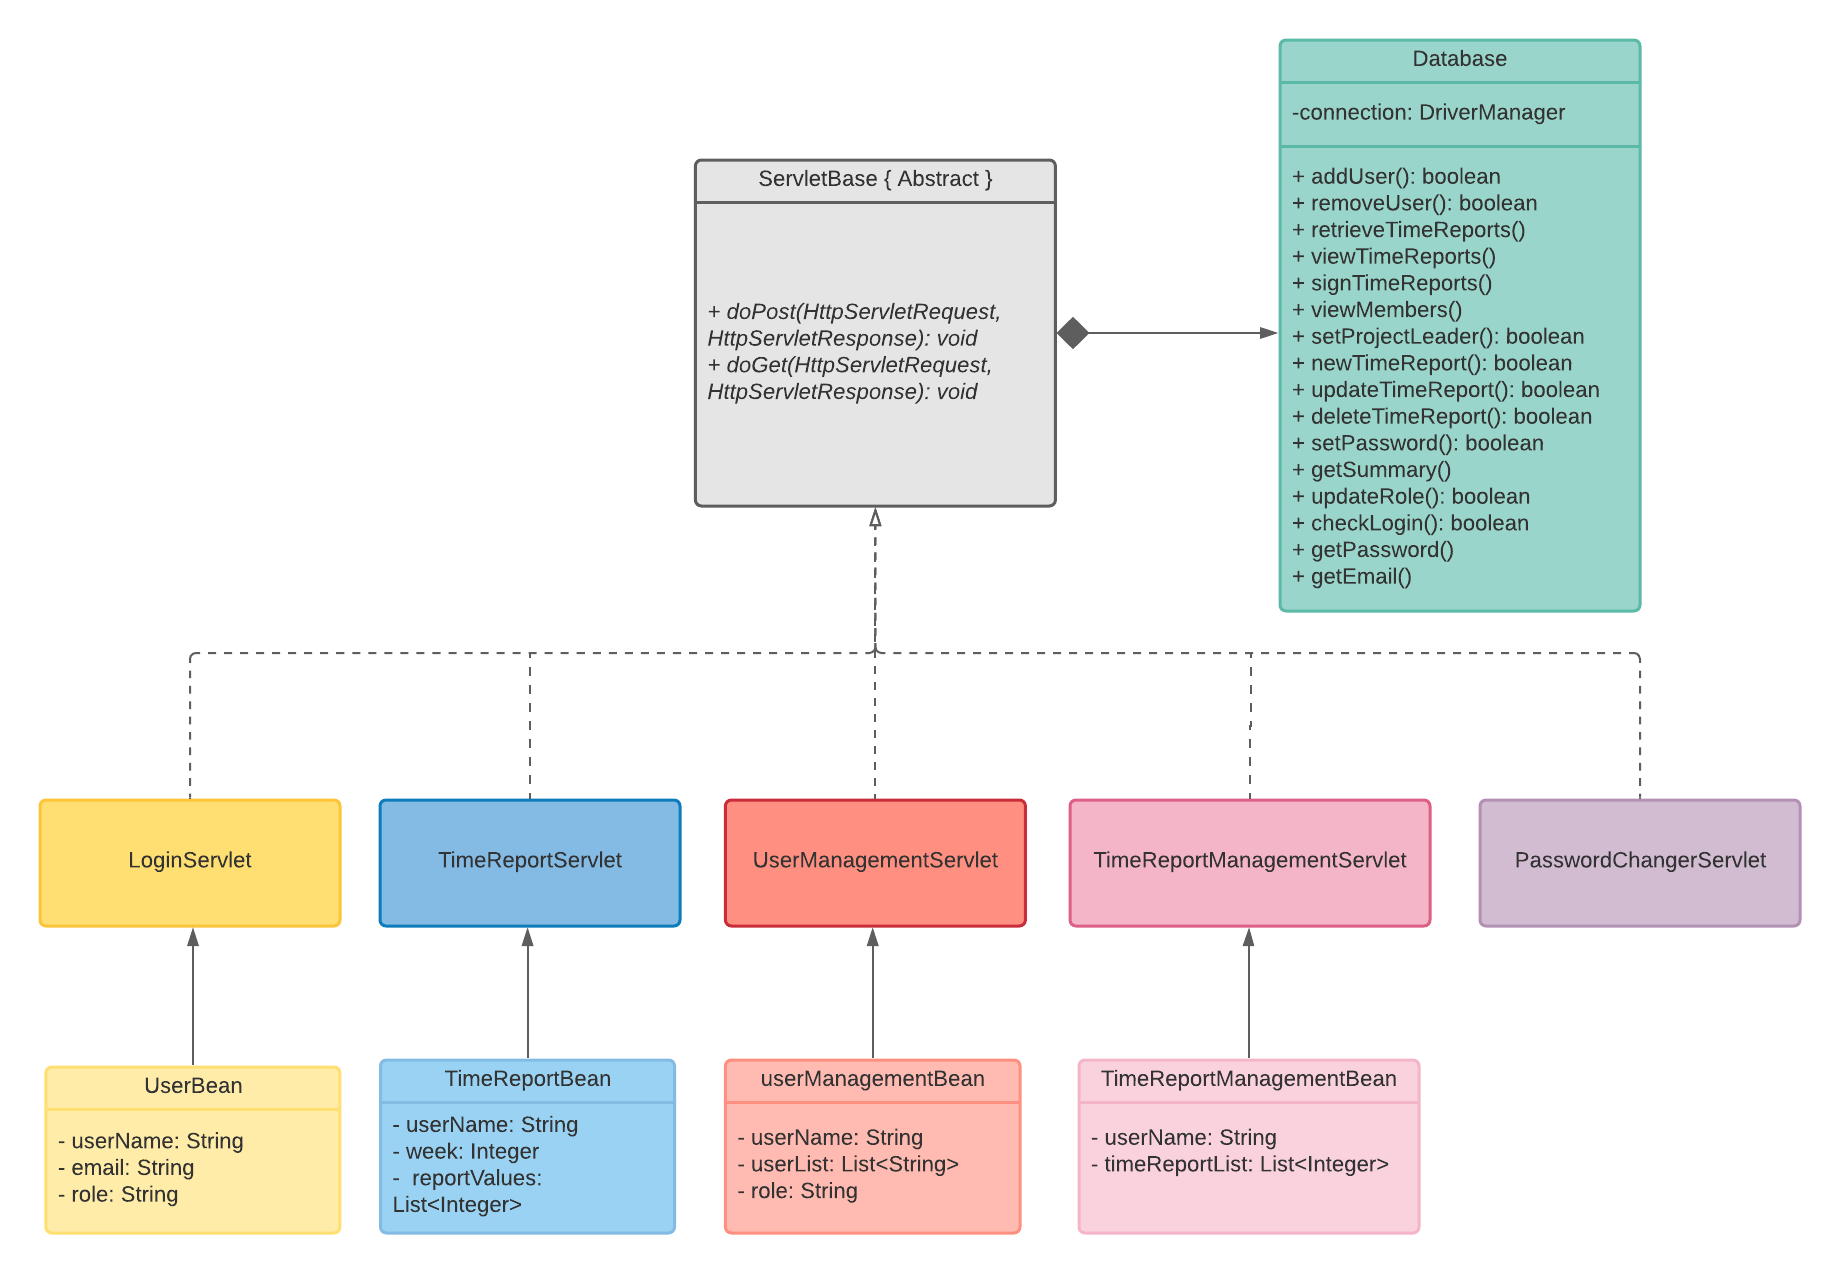 Database
-connection: DriverManager
+ addUser(): boolean
+ removeUser(): boolean
+ retrieveTimeReports()
+ viewTimeReports()
+ signTimeReports()
+ viewMembers()
+ setProjectLeader(): boolean
+ newTimeReport(): boolean
+ updateTimeReport(): boolean
+ deleteTimeReport(): boolean
+ setPassword(): boolean
+ getSummary()
+ updateRole(): boolean
+ checkLogin(): boolean
+ getPassword()
+ getEmail()
ServletBase { Abstract }
+ doPost(HttpServletRequest,
HttpServletResponse): void
+ doGet(HttpServletRequest,
HttpServletResponse): void
LoginServlet
TimeReportServlet
UserManagementServlet
TimeReportManagementServlet
PasswordChangerServlet
UserBean
- userName: String
- email: String
- role: String
TimeReportBean
- userName: String
- week: Integer
-  reportValues:
List<Integer>
userManagementBean
- userName: String
- userList: List<String>
- role: String
TimeReportManagementBean
- userName: String
- timeReportList: List<Integer>